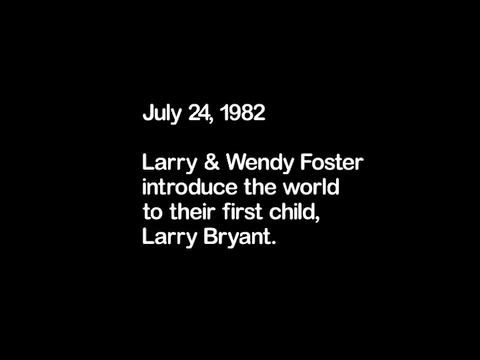 July 24, 1982
Larry & Wendy Foster
introduce the world
to their first child,
Larry Bryant.